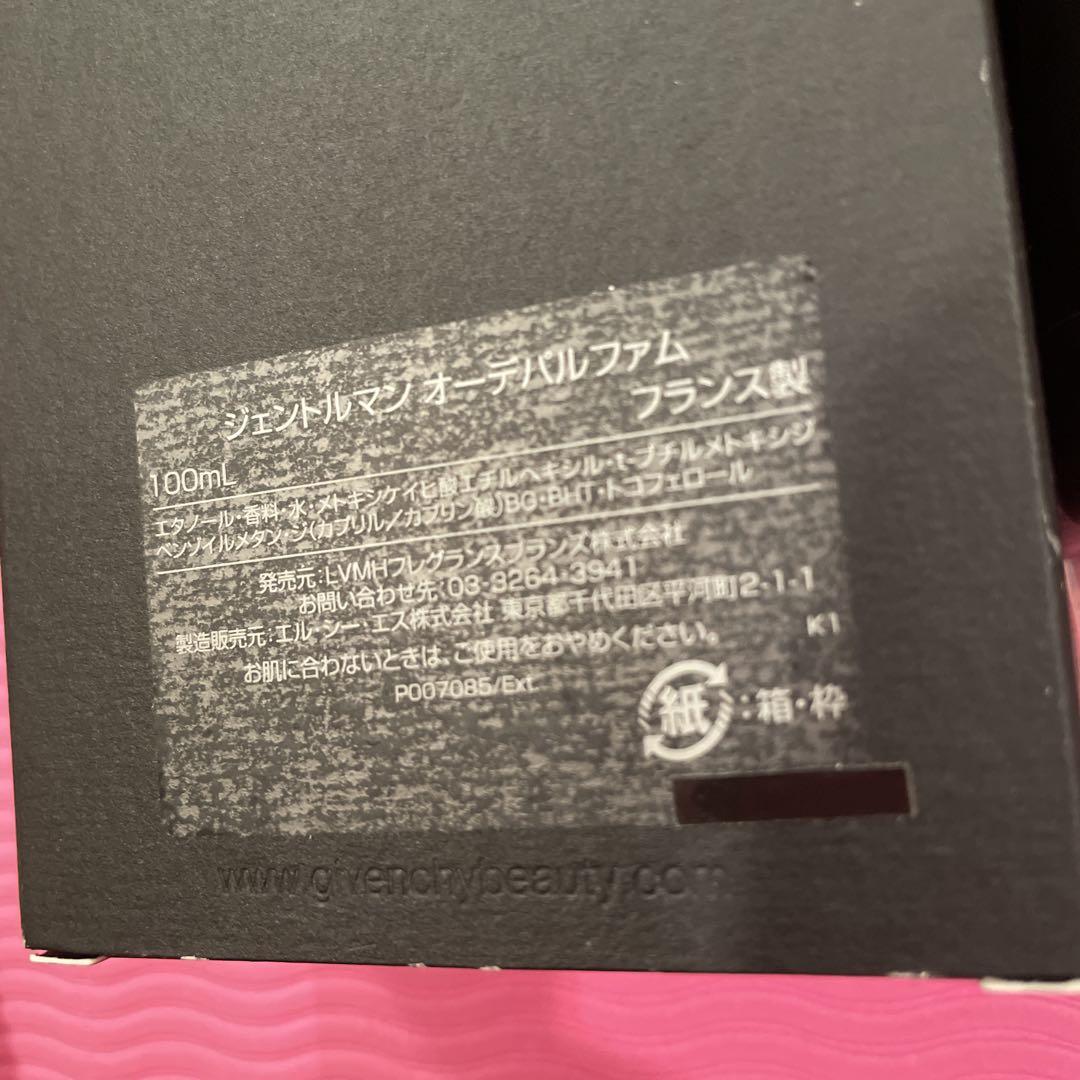 ジェントルマン オーデパルファム
100mL
フランス製
エタノール・香料・水・メトキシケイヒ酸エチルヘキシル・t-ブチルメトキシジ
ベンゾイルメタン・ジ(カプリル/カプリン酸)BG・BHT・トコフェロール
発売元:LVMHフレグランスブランズ株式会社
お問い合わせ先:03-3264-3941
製造販売元:エル・シー・エス株式会社 東京都千代田区平河町2-1-1
お肌に合わないときは、ご使用をおやめください。 K1
P007085/Ext.
紙:箱・枠
www.givenchybeauty.com